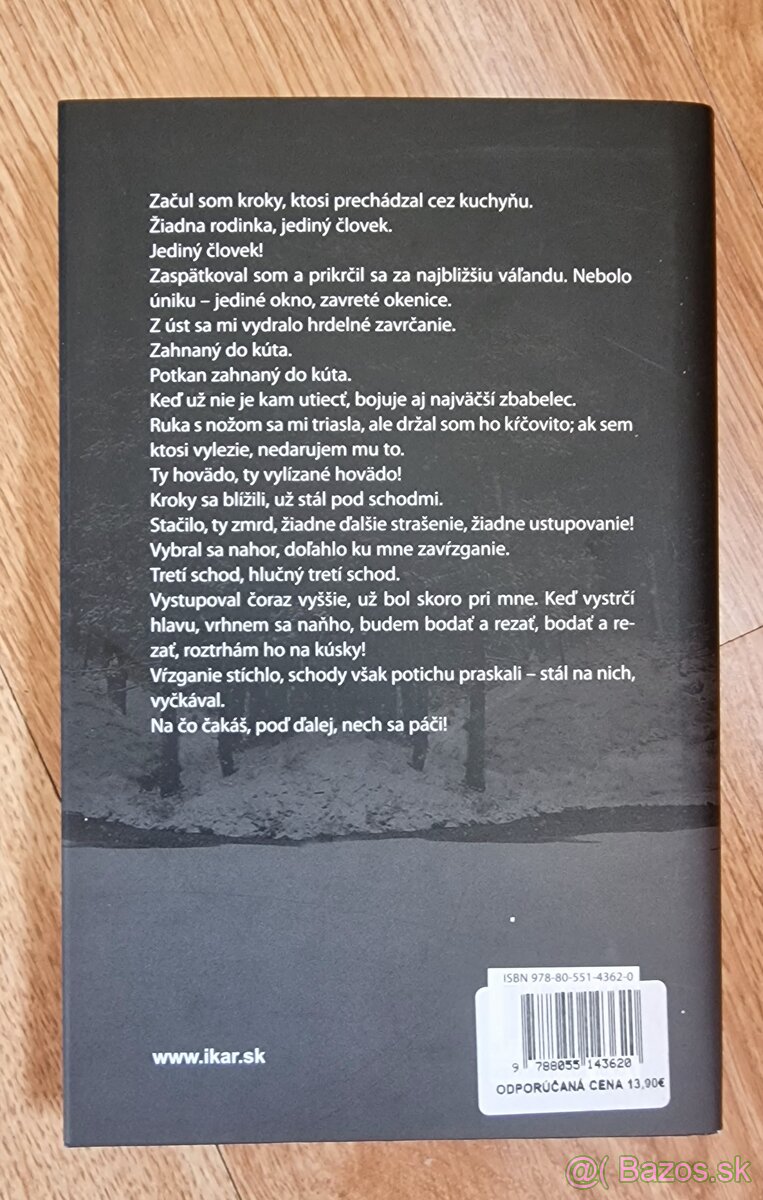 Začul som kroky, ktosi prechádzal cez kuchyňu.
Žiadna rodinka, jediný človek.
Jediný človek!
Zaspätkoval som a prikrčil sa za najbližšiu váľandu. Nebolo
úniku – jediné okno, zavreté okenice.
Z úst sa mi vydralo hrdelné zavrčanie.
Zahnaný do kúta.
Potkan zahnaný do kúta.
Keď už nie je kam utiecť, bojuje aj najväčší zbabelec.
Ruka s nožom sa mi triasla, ale držal som ho kŕčovito; ak sem
ktosi vylezie, nedarujem mu to.
Ty hovädo, ty vylízané hovädo!
Kroky sa blížili, už stál pod schodmi.
Stačilo, ty zmrd, žiadne ďalšie strašenie, žiadne ustupovanie!
Vybral sa nahor, doľahlo ku mne zavŕzganie.
Tretí schod, hlučný tretí schod.
Vystupoval čoraz vyššie, už bol skoro pri mne. Keď vystrčí
hlavu, vrhnem sa naňho, budem bodať a rezať, bodať a re-
zať, roztrhám ho na kúsky!
Vŕzganie stíchlo, schody však potichu praskali – stál na nich,
vyčkával.
Na čo čakáš, poď ďalej, nech sa páči!
ISBN 978-80-551-4362-0
9 788055 143620
ODPORÚČANÁ CENA 13,90€
www.ikar.sk
@( Bazos.sk